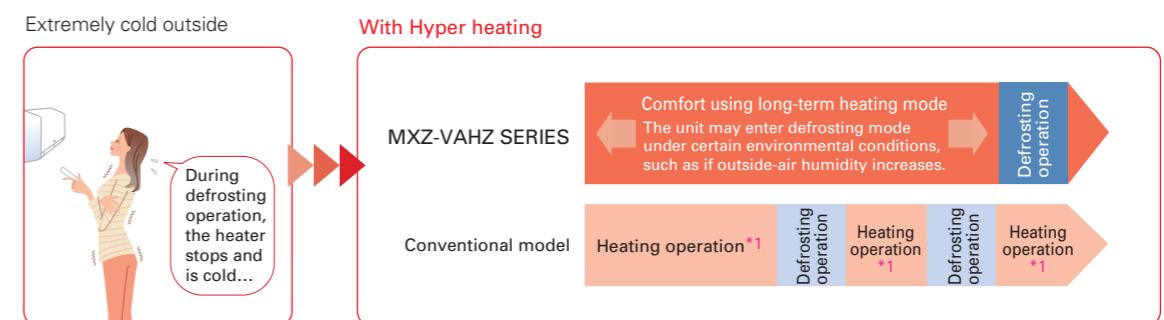 Extremely cold outside
With Hyper heating
During
defrosting
operation,
the heater
stops and
is cold…
MXZ-VAHZ SERIES
Comfort using long-term heating mode
The unit may enter defrosting mode
under certain environmental conditions,
such as if outside-air humidity increases.
Defrosting
operation
Conventional model
Heating operation*1
Defrosting
operation
Heating
operation
*1
Defrosting
operation
Heating
operation
*1